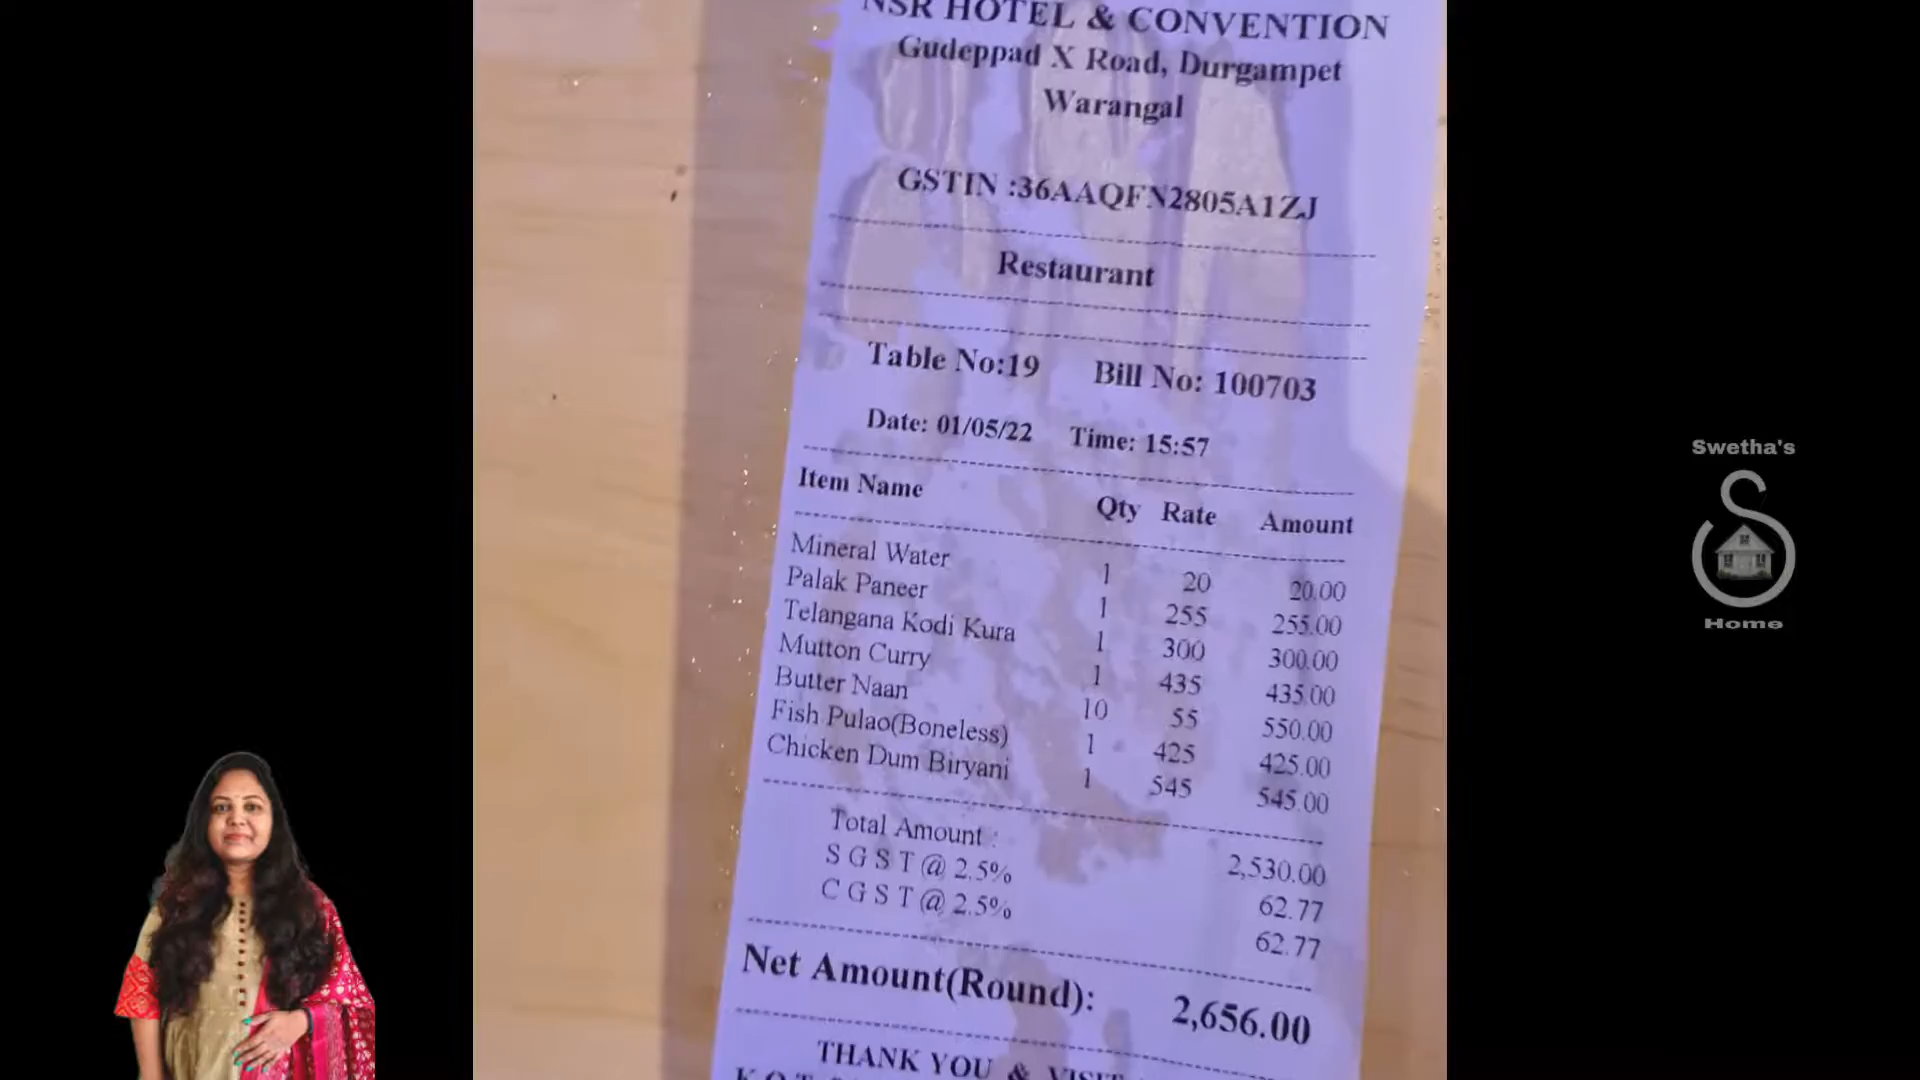 NSR HOTEL & CONVENTION
Gudeppad X Road, Durgampet
Warangal
GSTIN :36AAQFN2805A1ZJ
Restaurant
Table No:19 Bill No: 100703
Date: 01/05/22 Time: 15:57
Item Name Qty Rate Amount
Mineral Water 1 20 20.00
Palak Paneer 1 255 255.00
Telangana Kodi Kura 1 300 300.00
Mutton Curry 1 435 435.00
Butter Naan 10 55 550.00
Fish Pulao(Boneless) 1 425 425.00
Chicken Dum Biryani 1 545 545.00
Total Amount : 2,530.00
S G S T @ 2.5% 62.77
C G S T @ 2.5% 62.77
Net Amount(Round): 2,656.00
THANK YOU & VISIT
Swetha's
Home